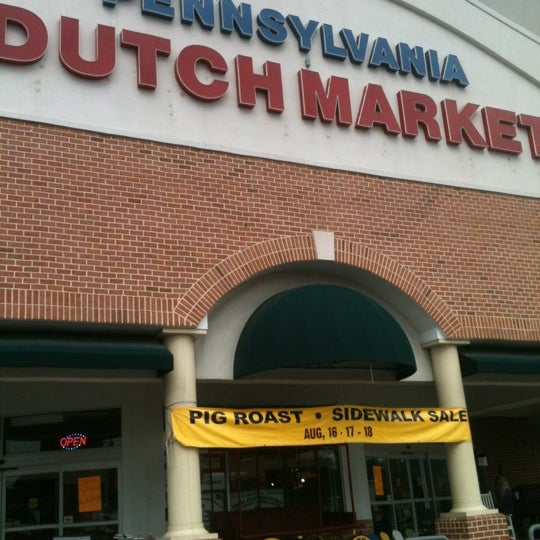 PENNSYLVANIA
DUTCH MARKET
PIG ROAST • SIDEWALK SALE
AUG, 16 - 17 - 18
OPEN